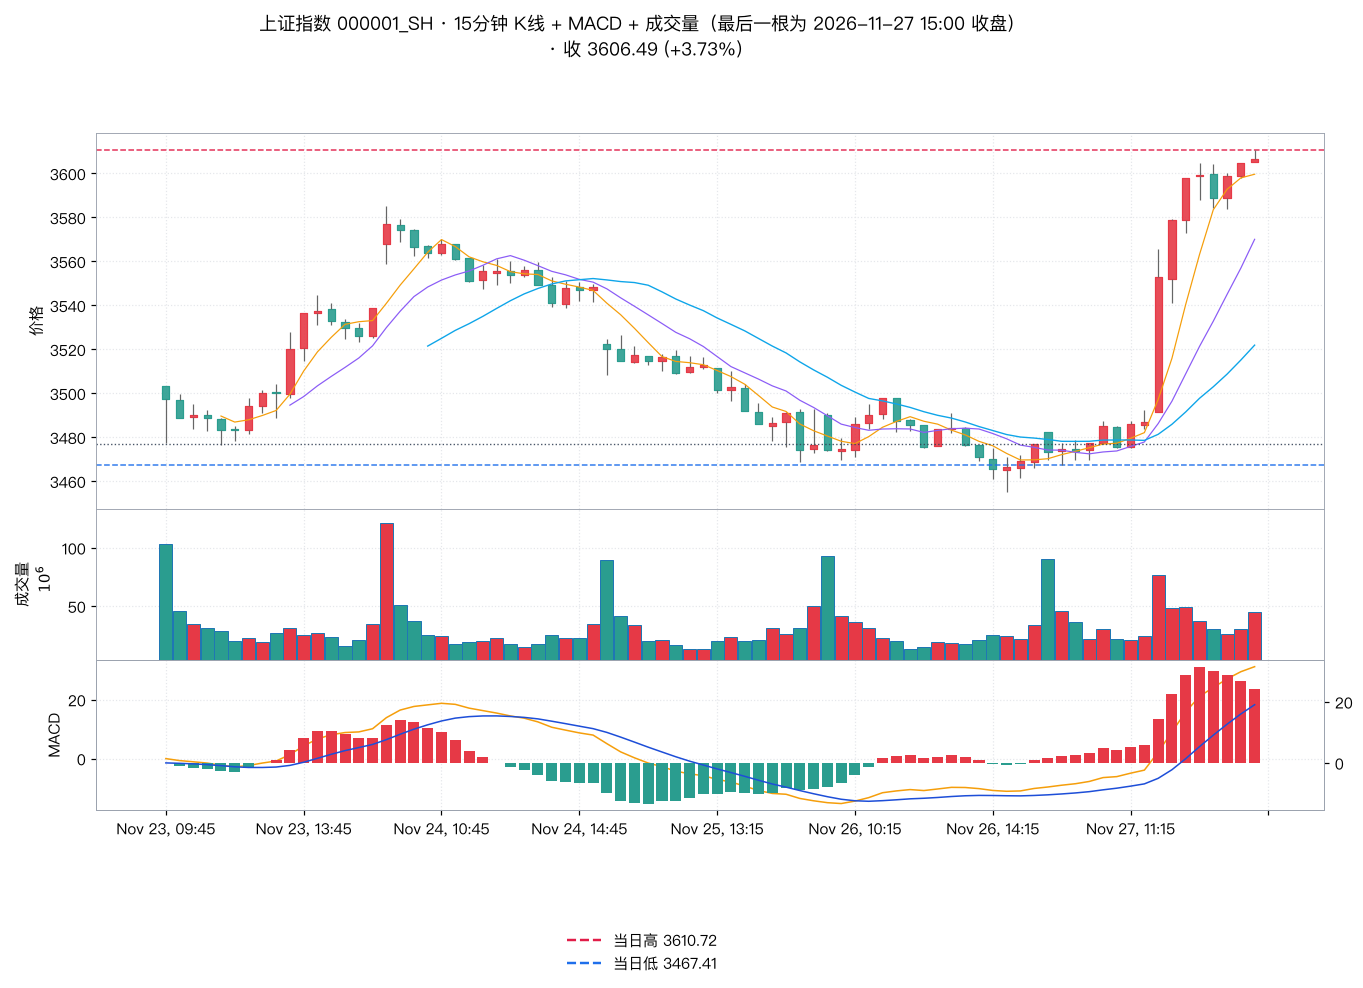 上证指数 000001_SH · 15分钟 K线 + MACD + 成交量（最后一根为 2026−11−27 15:00 收盘）
· 收 3606.49 (+3.73%)
价格
3600
3580
3560
3540
3520
3500
3480
3460
成交量
10⁶
100
50
MACD
20
0
20
0
Nov 23, 09:45
Nov 23, 13:45
Nov 24, 10:45
Nov 24, 14:45
Nov 25, 13:15
Nov 26, 10:15
Nov 26, 14:15
Nov 27, 11:15
当日高 3610.72
当日低 3467.41